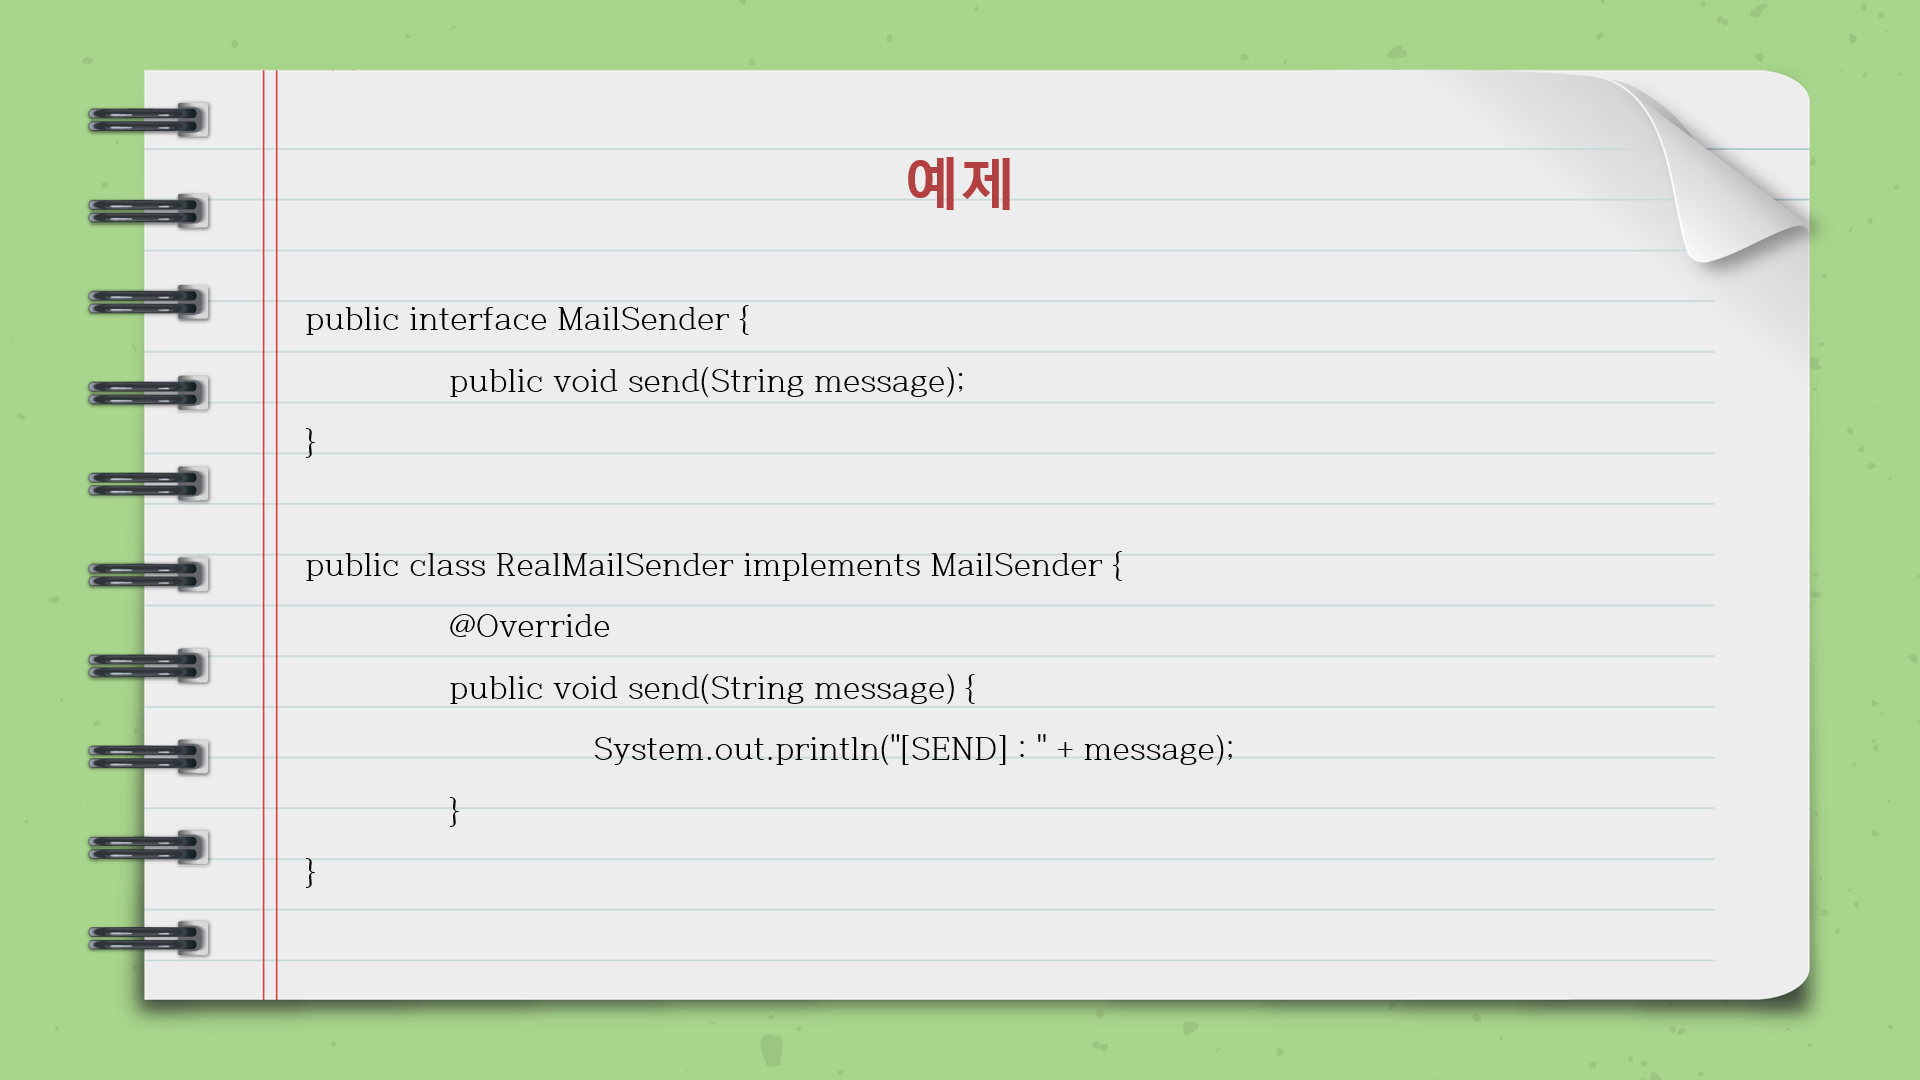 예제
public interface MailSender {
public void send(String message);
}
public class RealMailSender implements MailSender {
@Override
public void send(String message) {
System.out.println("[SEND] : " + message);
}
}